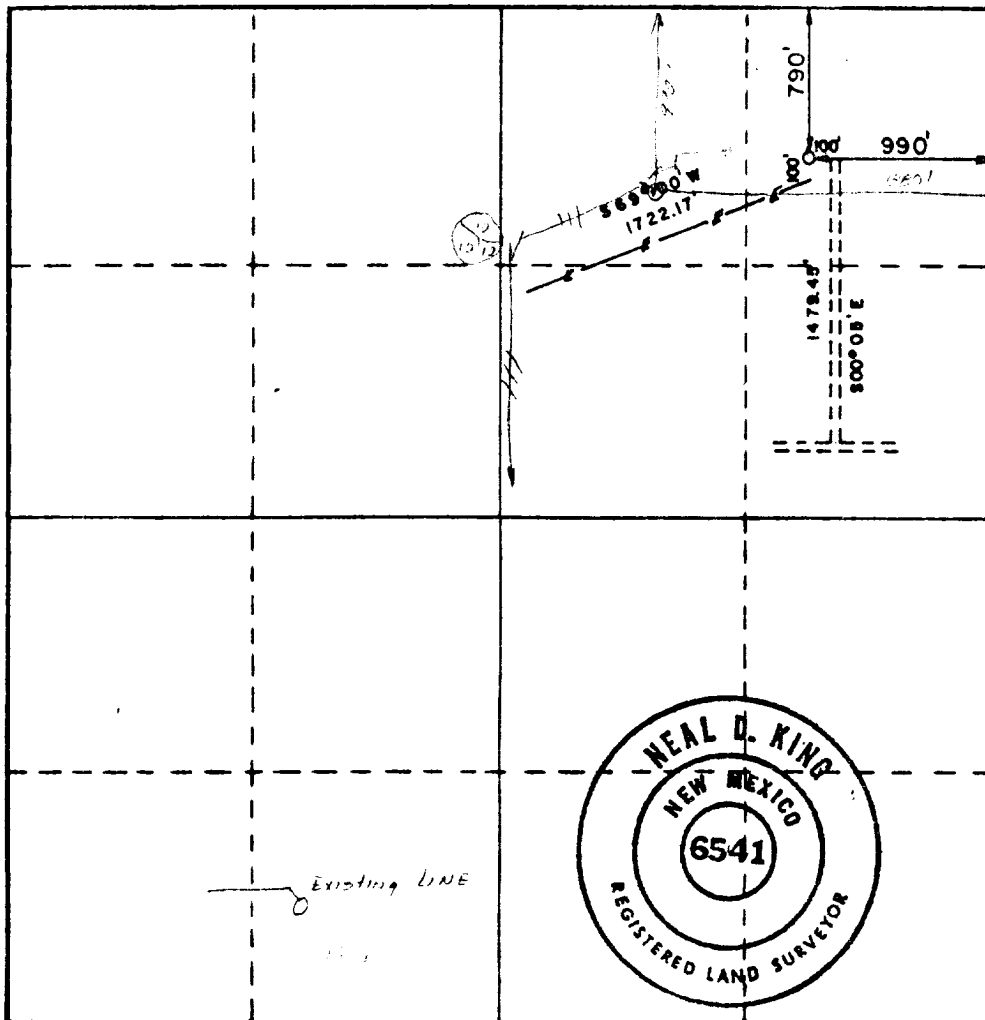 790'
100'
100'
990'
S 69° 00' W
1722.17'
1479.45'
S00° 05' E
NEAL D. KING
NEW MEXICO
6541
REGISTERED LAND SURVEYOR
Existing LINE